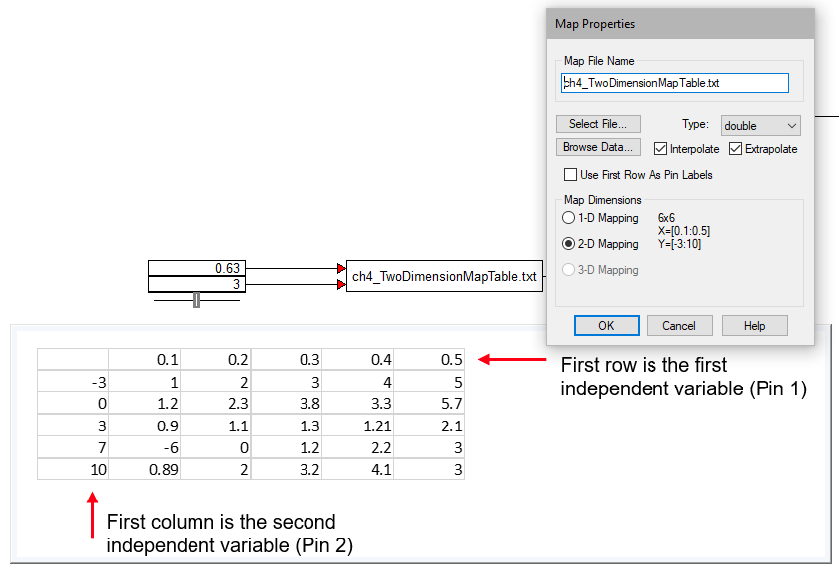 Map Properties
Map File Name
ch4_TwoDimensionMapTable.txt
Select File...
Type:
double
Browse Data...
Interpolate
Extrapolate
Use First Row As Pin Labels
Map Dimensions
1-D Mapping
6x6
X=[0.1:0.5]
2-D Mapping
Y=[-3:10]
3-D Mapping
OK
Cancel
Help
0.63
3
ch4_TwoDimensionMapTable.txt
0.1 0.2 0.3 0.4 0.5
-3 1 2 3 4 5
0 1.2 2.3 3.8 3.3 5.7
3 0.9 1.1 1.3 1.21 2.1
7 -6 0 1.2 2.2 3
10 0.89 2 3.2 4.1 3
First row is the first
independent variable (Pin 1)
First column is the second
independent variable (Pin 2)